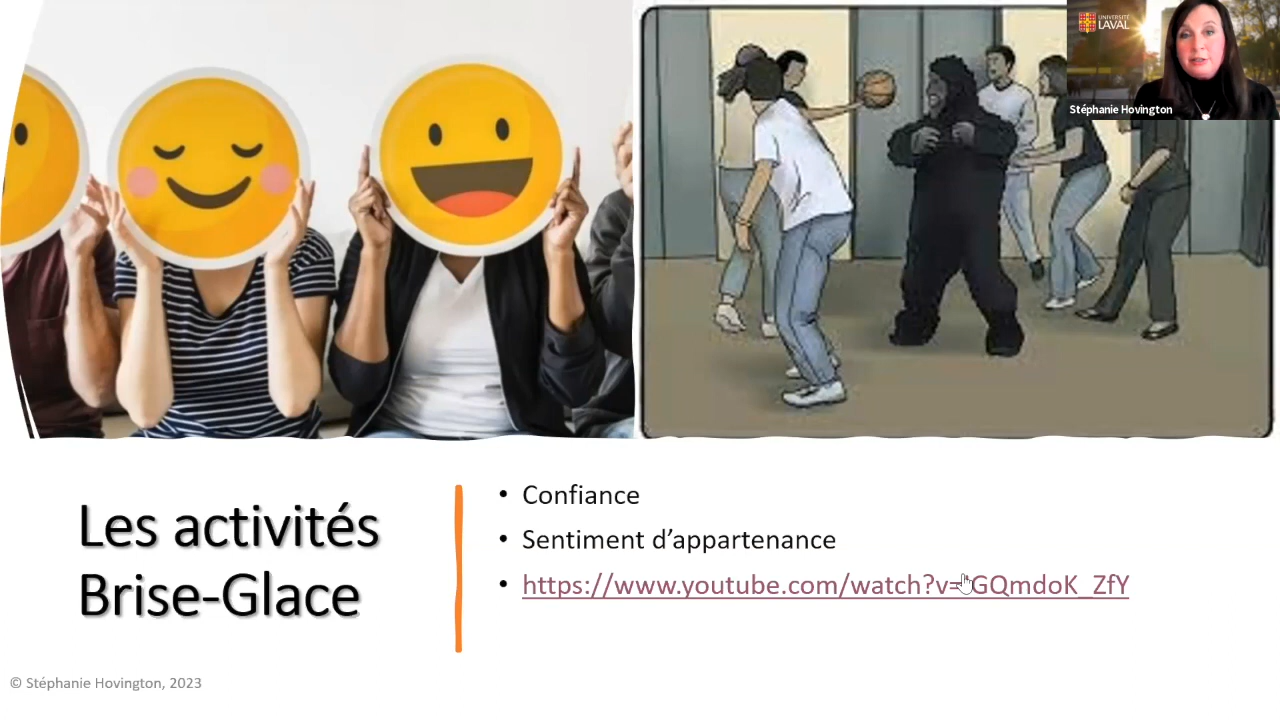 UNIVERSITÉ
LAVAL
Stéphanie Hovington
Les activités
Brise-Glace
• Confiance
• Sentiment d’appartenance
• https://www.youtube.com/watch?v=IGQmdoK_ZfY
© Stéphanie Hovington, 2023